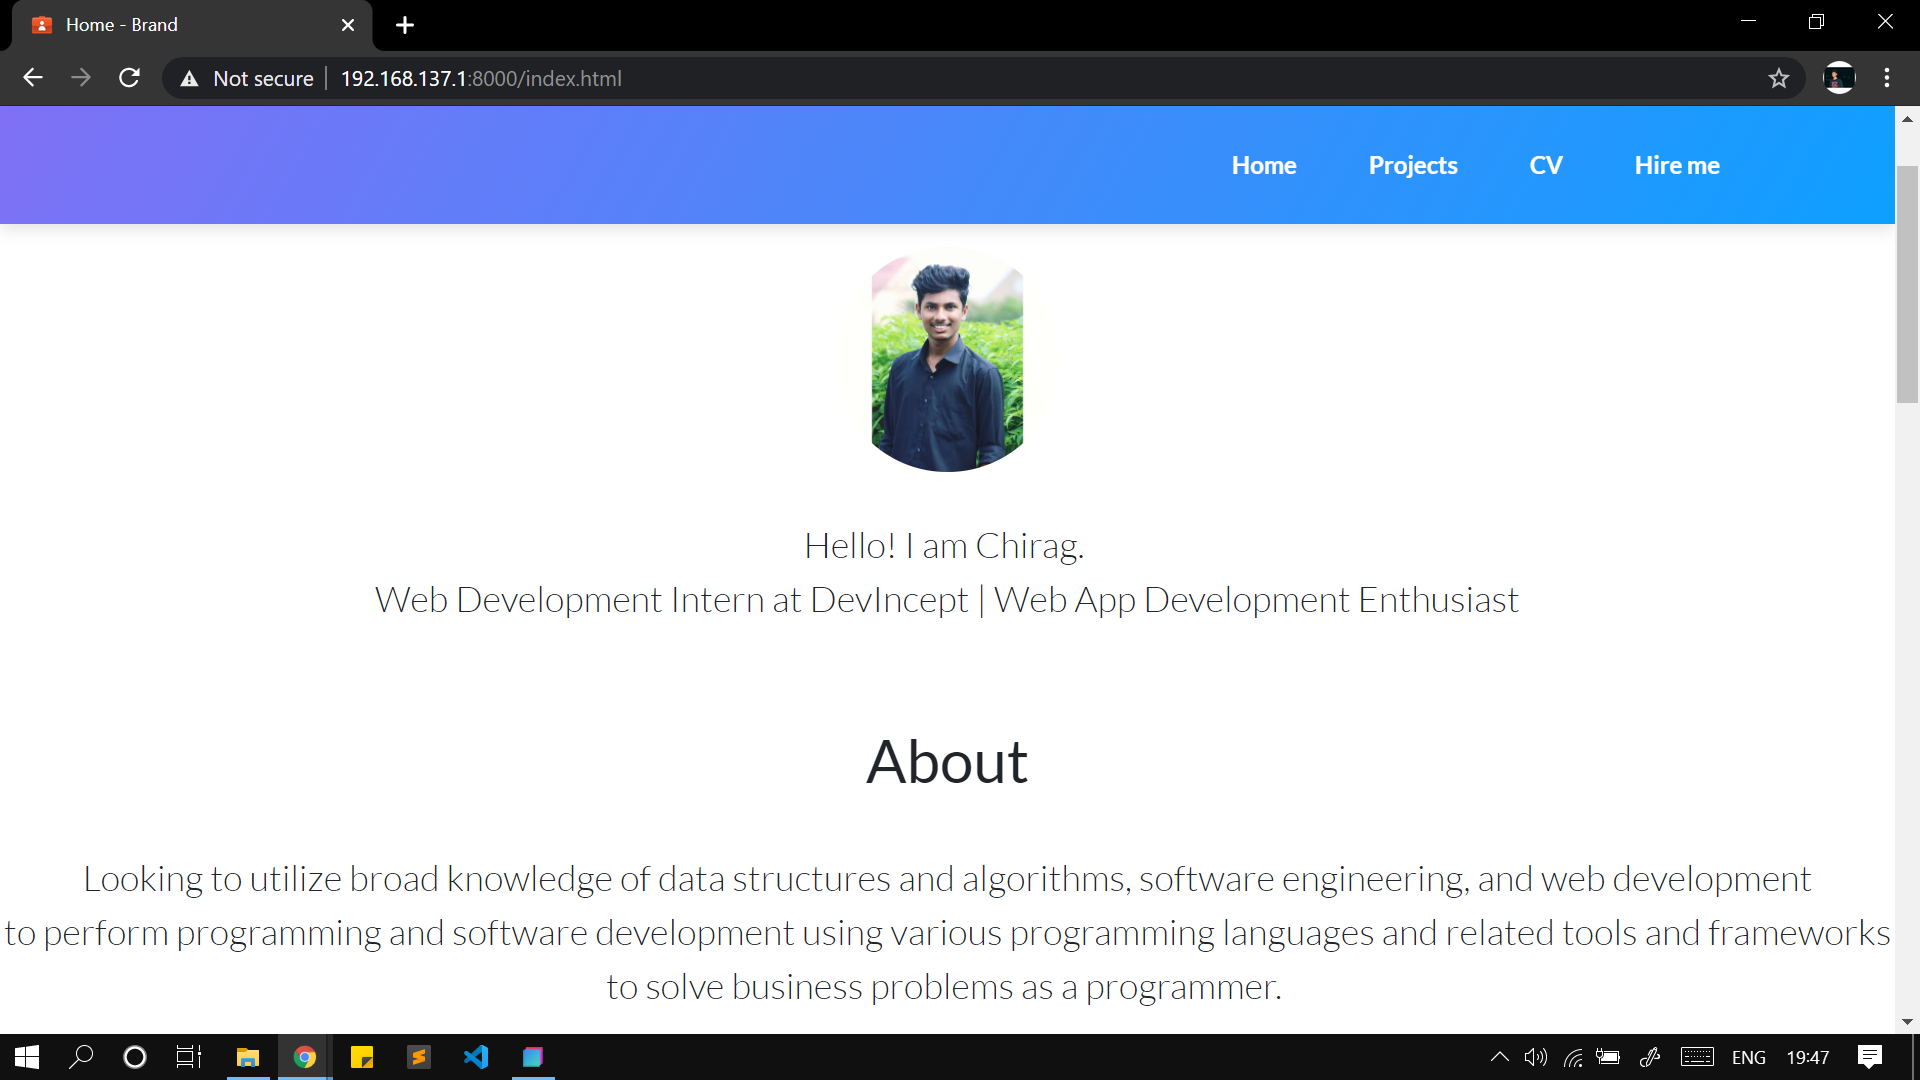 Home - Brand
Not secure | 192.168.137.1:8000/index.html
Home Projects CV Hire me
Hello! I am Chirag.
Web Development Intern at DevIncept | Web App Development Enthusiast
About
Looking to utilize broad knowledge of data structures and algorithms, software engineering, and web development
to perform programming and software development using various programming languages and related tools and frameworks
to solve business problems as a programmer.
ENG 19:47